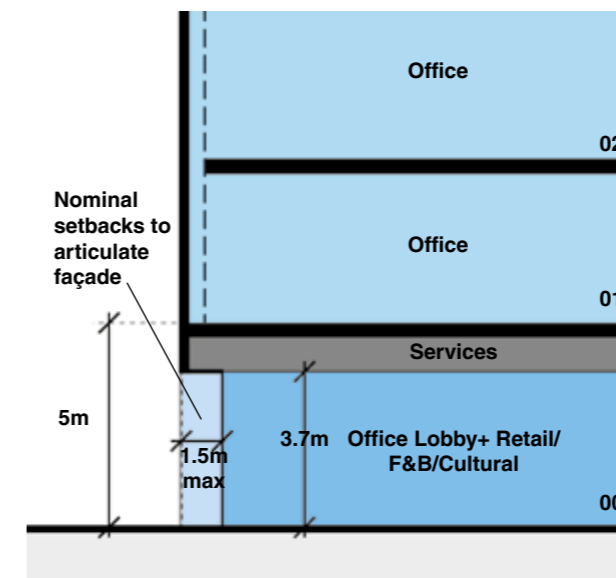 Office
02
Nominal
setbacks to
articulate
façade
Office
01
Services
5m
3.7m
Office Lobby+ Retail/
F&B/Cultural
1.5m
max
00